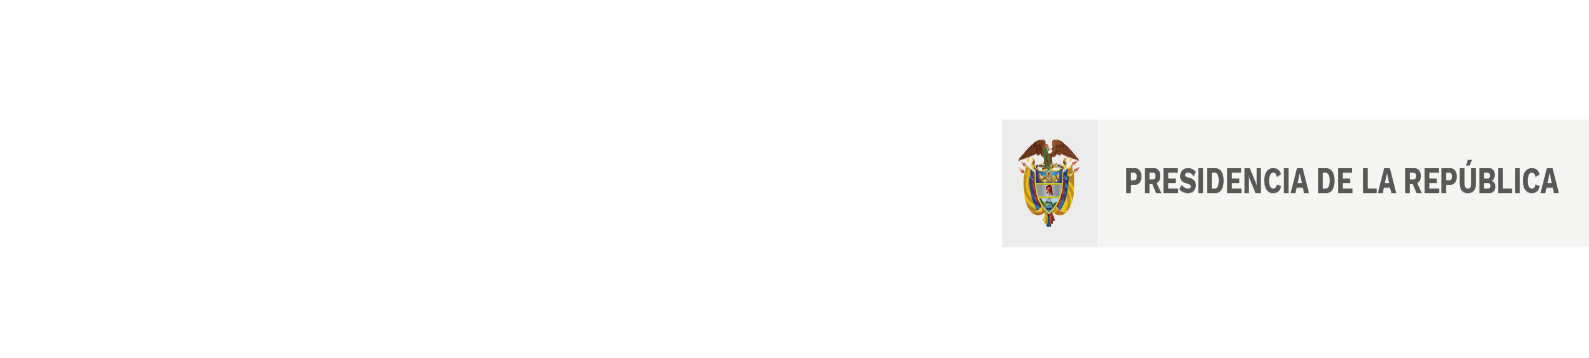 PRESIDENCIA DE LA REPÚBLICA